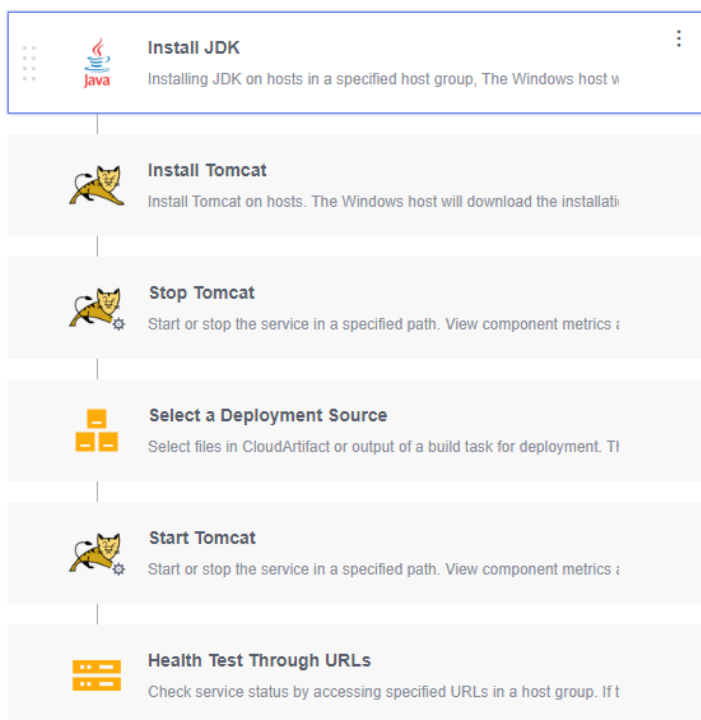 Install JDK
Java
Installing JDK on hosts in a specified host group, The Windows host w
Install Tomcat
Install Tomcat on hosts. The Windows host will download the installati
Stop Tomcat
Start or stop the service in a specified path. View component metrics a
Select a Deployment Source
Select files in CloudArtifact or output of a build task for deployment. Th
Start Tomcat
Start or stop the service in a specified path. View component metrics a
Health Test Through URLs
Check service status by accessing specified URLs in a host group. If t